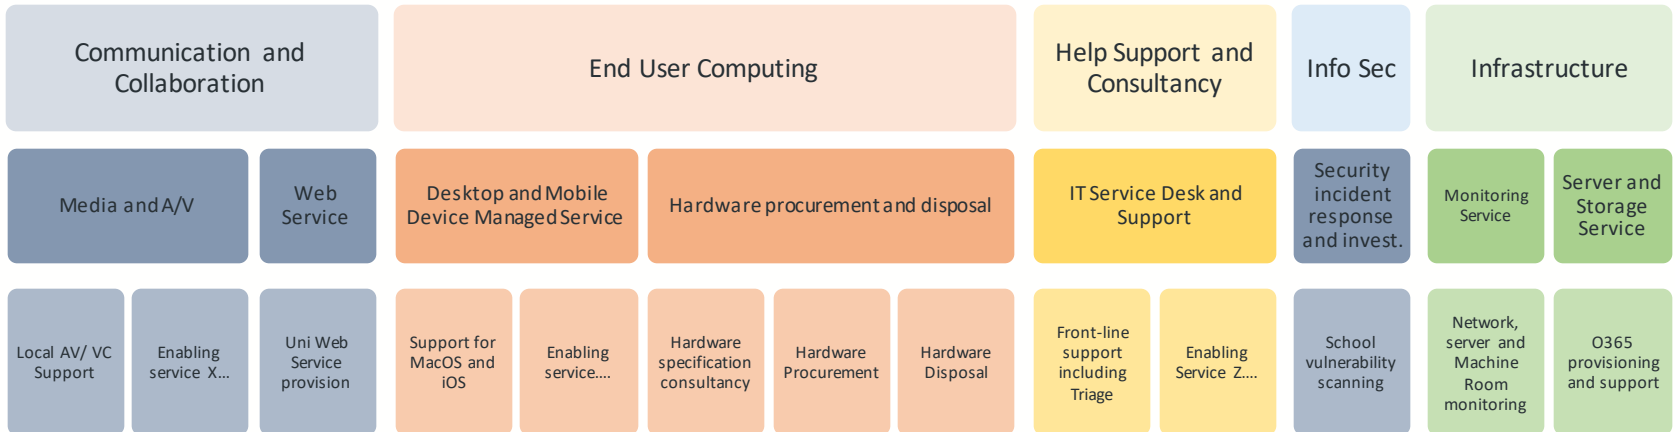 Communication and
Collaboration
End User Computing
Help Support and
Consultancy
Info Sec
Infrastructure
Media and A/V
Web
Service
Desktop and Mobile
Device Managed Service
Hardware procurement and disposal
IT Service Desk and
Support
Security
incident
response
and invest.
Monitoring
Service
Server and
Storage
Service
Local AV/ VC
Support
Enabling
service X...
Uni Web
Service
provision
Support for
MacOS and
iOS
Enabling
service....
Hardware
specification
consultancy
Hardware
Procurement
Hardware
Disposal
Front-line
support
including
Triage
Enabling
Service Z....
School
vulnerability
scanning
Network,
server and
Machine
Room
monitoring
O365
provisioning
and support